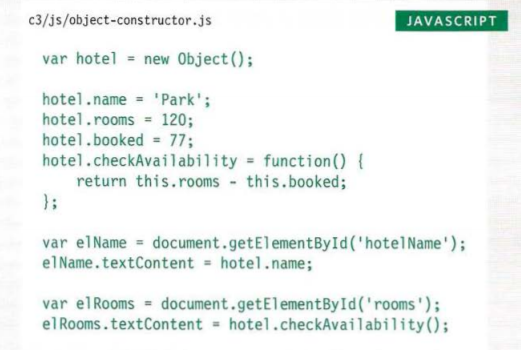 c3/js/object-constructor.js JAVASCRIPT
var hotel = new Object();
hotel.name = 'Park';
hotel.rooms = 120;
hotel.booked = 77;
hotel.checkAvailability = function() {
    return this.rooms - this.booked;
};
var elName = document.getElementById('hotelName');
elName.textContent = hotel.name;
var elRooms = document.getElementById('rooms');
elRooms.textContent = hotel.checkAvailability();